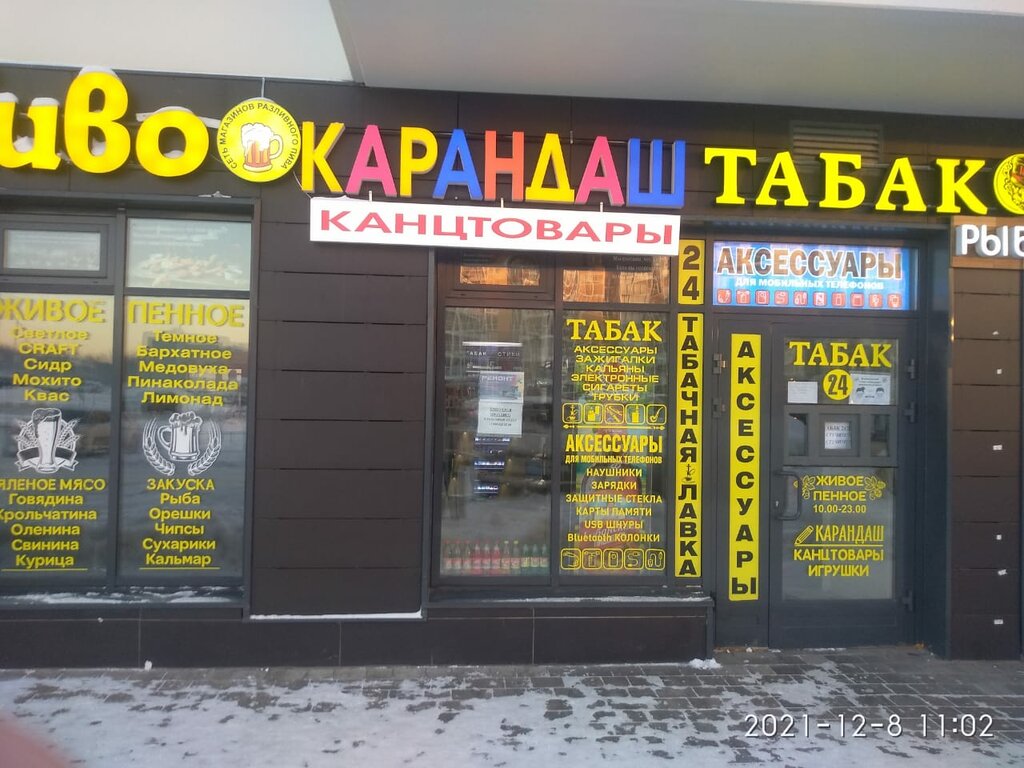 иво
СЕТЬ МАГАЗИНОВ РАЗЛИВНОГО ПИВА
КАРАНДАШ
ТАБАК
КАНЦТОВАРЫ
РЫБ
ЖИВОЕ
Светлое
CRAFT
Сидр
Мохито
Квас
ЯЛЕНОЕ МЯСО
Говядина
Крольчатина
Оленина
Свинина
Курица
ПЕННОЕ
Темное
Бархатное
Медовуха
Пинаколада
Лимонад
ЗАКУСКА
Рыба
Орешки
Чипсы
Сухарики
Кальмар
ТАБАК СТИКИ
РЕМОНТ
ТАБАК
АКСЕССУАРЫ
ЗАЖИГАЛКИ
КАЛЬЯНЫ
ЭЛЕКТРОННЫЕ
СИГАРЕТЫ
ТРУБКИ
АКСЕССУАРЫ
ДЛЯ МОБИЛЬНЫХ ТЕЛЕФОНОВ
НАУШНИКИ
ЗАРЯДКИ
ЗАЩИТНЫЕ СТЕКЛА
КАРТЫ ПАМЯТИ
USB ШНУРЫ
Bluetooth КОЛОНКИ
24
ТАБАЧНАЯ ЛАВКА
АКСЕССУАРЫ
ДЛЯ МОБИЛЬНЫХ ТЕЛЕФОНОВ
АКСЕССУАРЫ
ТАБАК
24
ЖИВОЕ
ПЕННОЕ
10.00-23.00
КАРАНДАШ
КАНЦТОВАРЫ
ИГРУШКИ
2021-12-8 11:02